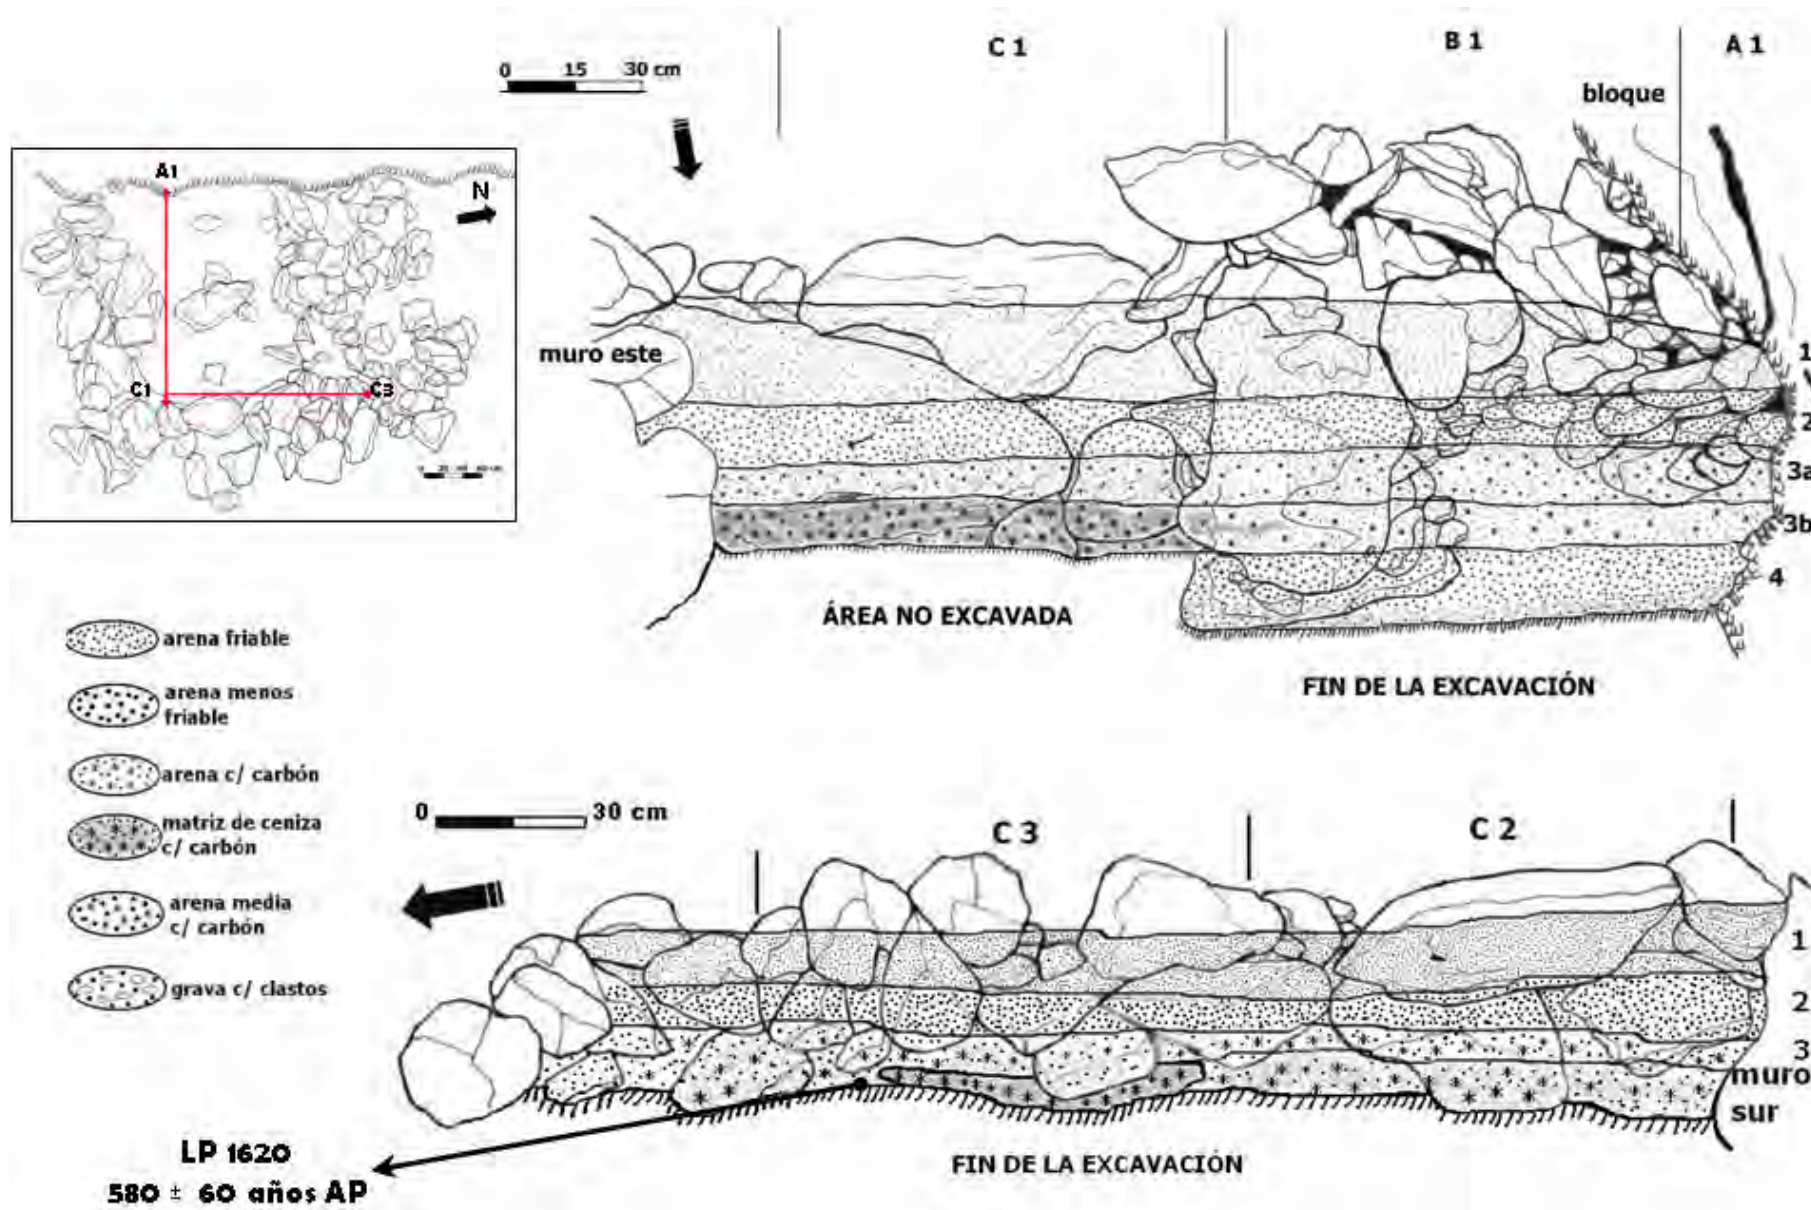 C 1
B 1
A 1
0 15 30 cm
bloque
A1
N
C1
C3
muro este
1
2
3a
3b
4
ÁREA NO EXCAVADA
FIN DE LA EXCAVACIÓN
arena friable
arena menos
friable
arena c/ carbón
matriz de ceniza
c/ carbón
arena media
c/ carbón
grava c/ clastos
0 30 cm
C 3
C 2
1
2
3
muro
sur
LP 1620
580 ± 60 años AP
FIN DE LA EXCAVACIÓN